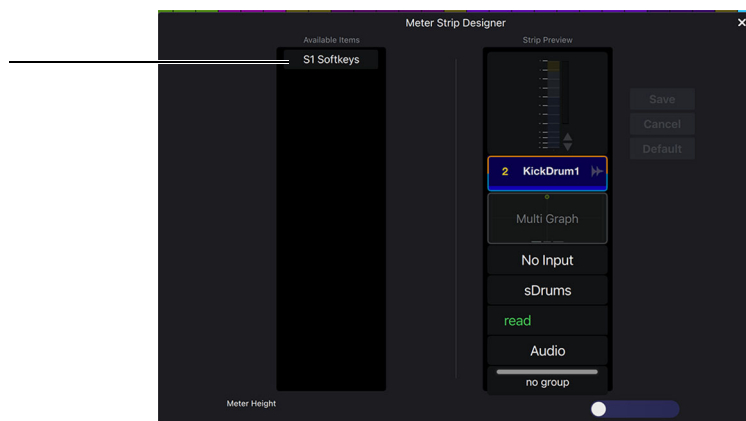 Meter Strip Designer
Available Items
S1 Softkeys
Strip Preview
2 KickDrum1
Multi Graph
No Input
sDrums
read
Audio
no group
Save
Cancel
Default
Meter Height